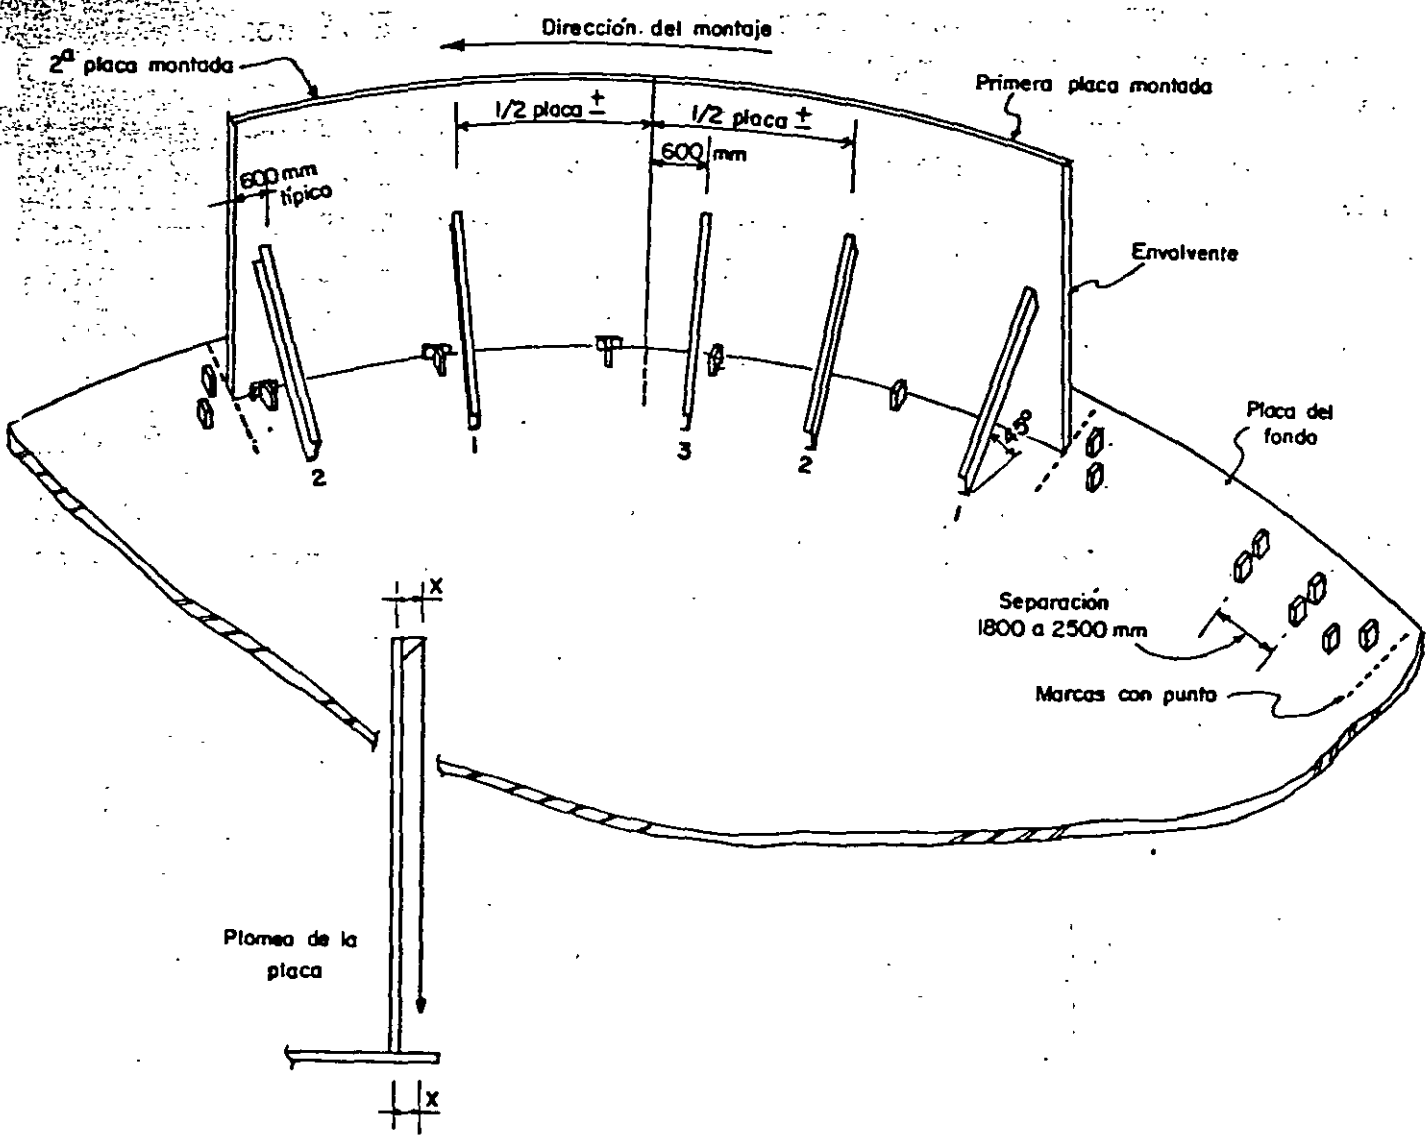 Dirección del montaje
2ª placa montada
Primera placa montada
1/2 placa ±
1/2 placa ±
600 mm
600 mm
típico
Envolvente
Placa del
fondo
45°
2
1
3
2
1
Separación
1800 a 2500 mm
Marcas con punto
X
Plomea de la
placa
X